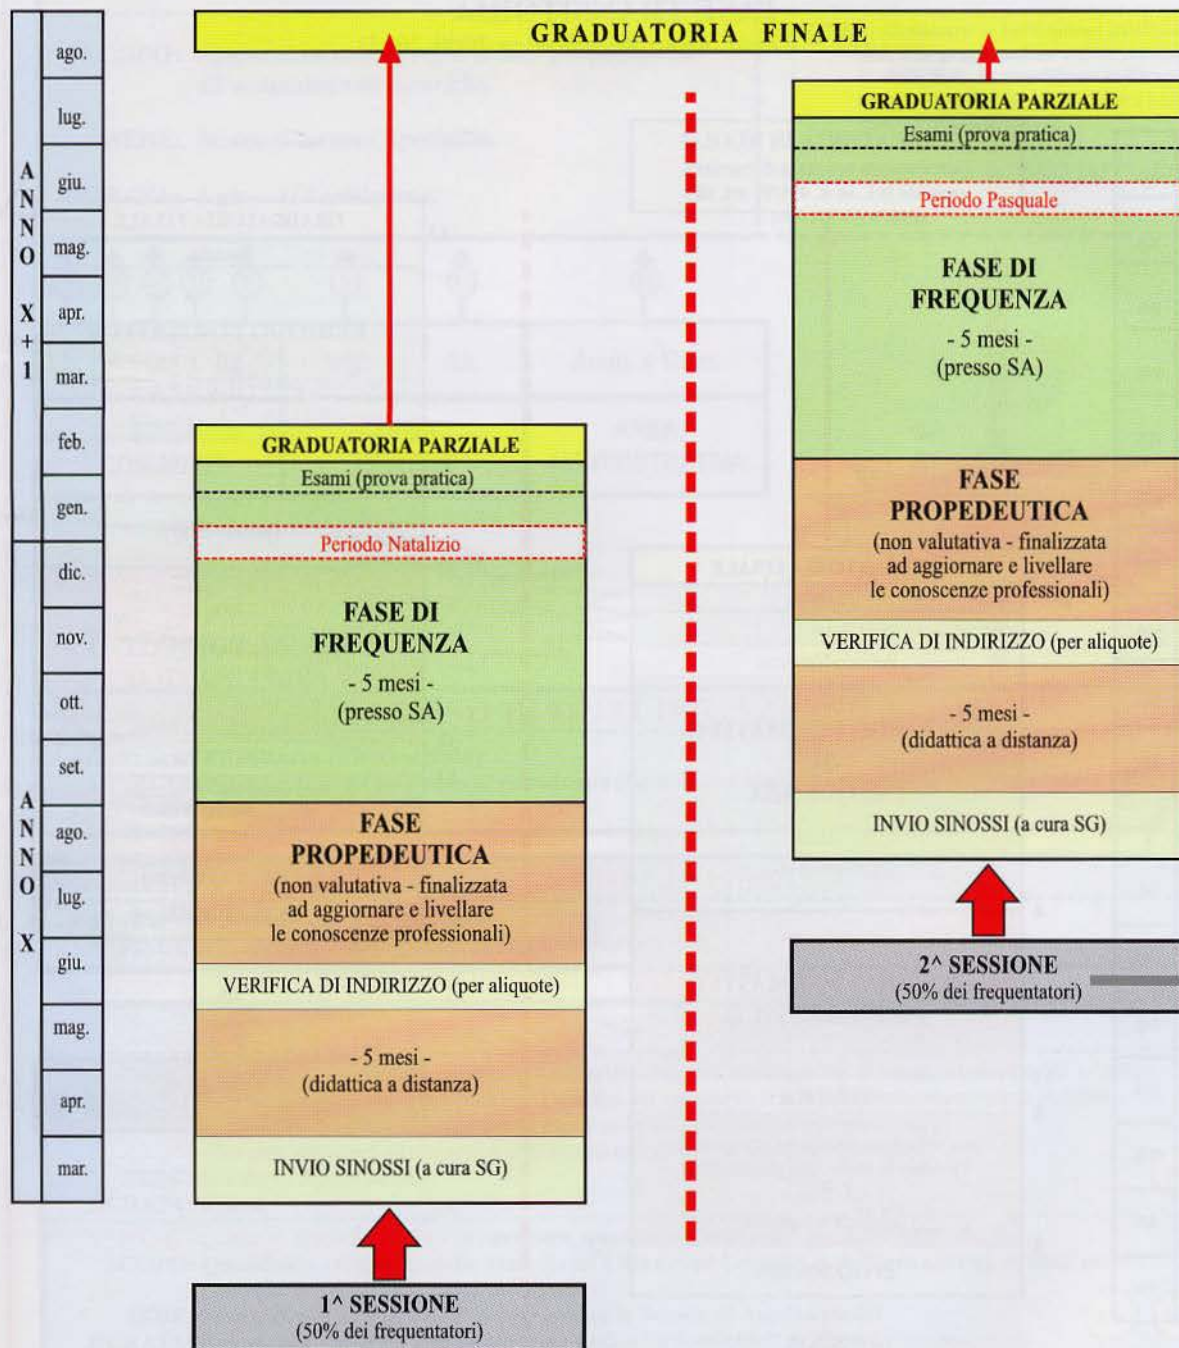 GRADUATORIA FINALE
ANNO X+1
ago.
lug.
giu.
mag.
apr.
mar.
feb.
gen.
ANNO X
dic.
nov.
ott.
set.
ago.
lug.
giu.
mag.
apr.
mar.
GRADUATORIA PARZIALE
Esami (prova pratica)
Periodo Natalizio
FASE DI
FREQUENZA
- 5 mesi -
(presso SA)
FASE
PROPEDEUTICA
(non valutativa - finalizzata
ad aggiornare e livellare
le conoscenze professionali)
VERIFICA DI INDIRIZZO (per aliquote)
- 5 mesi -
(didattica a distanza)
INVIO SINOSSI (a cura SG)
1^ SESSIONE
(50% dei frequentatori)
GRADUATORIA PARZIALE
Esami (prova pratica)
Periodo Pasquale
FASE DI
FREQUENZA
- 5 mesi -
(presso SA)
FASE
PROPEDEUTICA
(non valutativa - finalizzata
ad aggiornare e livellare
le conoscenze professionali)
VERIFICA DI INDIRIZZO (per aliquote)
- 5 mesi -
(didattica a distanza)
INVIO SINOSSI (a cura SG)
2^ SESSIONE
(50% dei frequentatori)